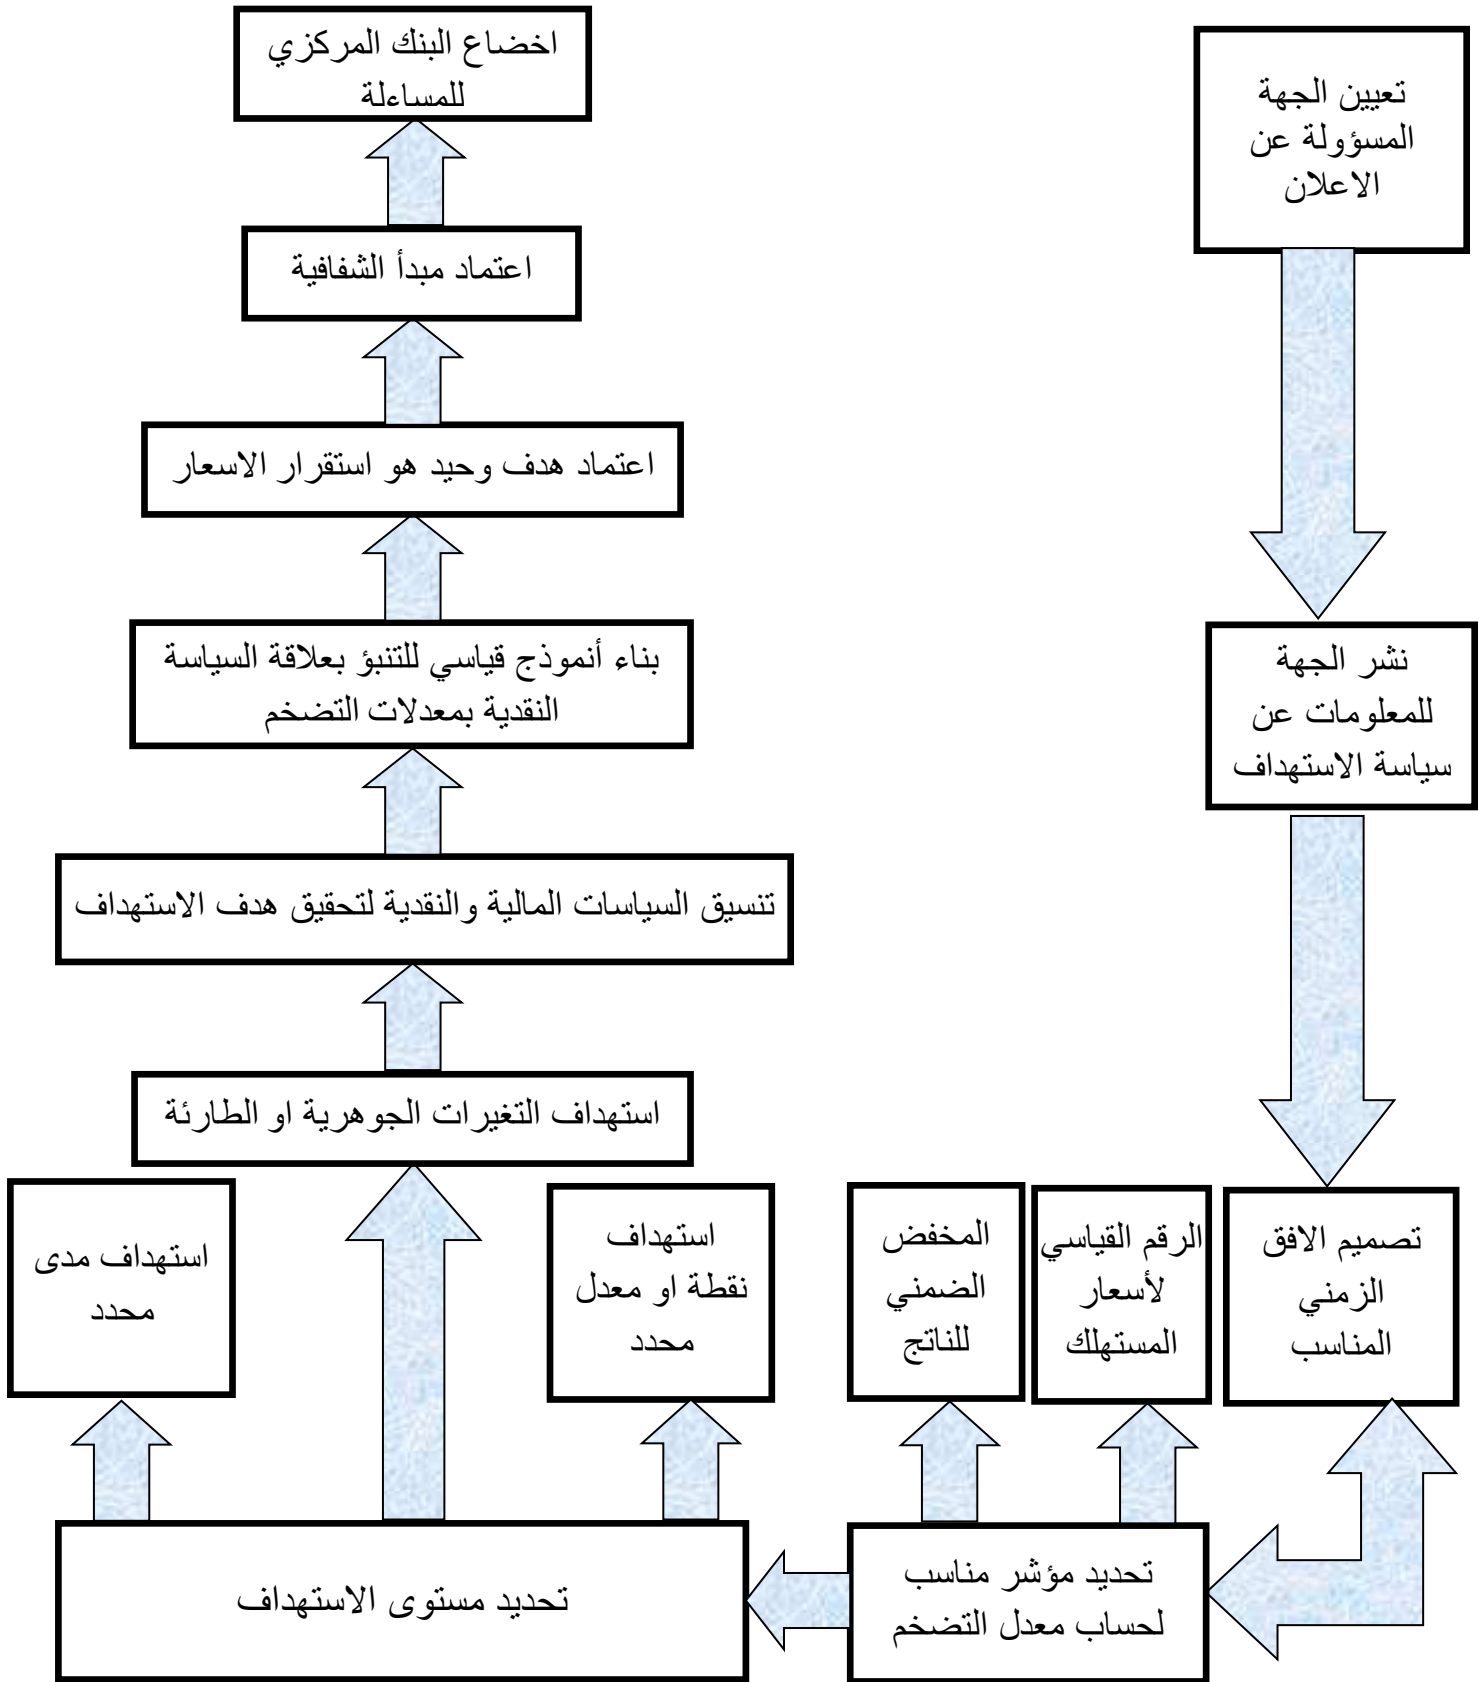 تعيين الجهة
المسؤولة عن
الاعلان
نشر الجهة
للمعلومات عن
سياسة الاستهداف
تصميم الافق
الزمني
المناسب
تحديد مؤشر مناسب
لحساب معدل التضخم
الرقم القياسي
لأسعار
المستهلك
المخفض
الضمني
للناتج
تحديد مستوى الاستهداف
استهداف
نقطة او معدل
محدد
استهداف مدى
محدد
استهداف التغيرات الجوهرية او الطارئة
تنسيق السياسات المالية والنقدية لتحقيق هدف الاستهداف
بناء أنموذج قياسي للتنبؤ بعلاقة السياسة
النقدية بمعدلات التضخم
اعتماد هدف وحيد هو استقرار الاسعار
اعتماد مبدأ الشفافية
اخضاع البنك المركزي
للمساءلة